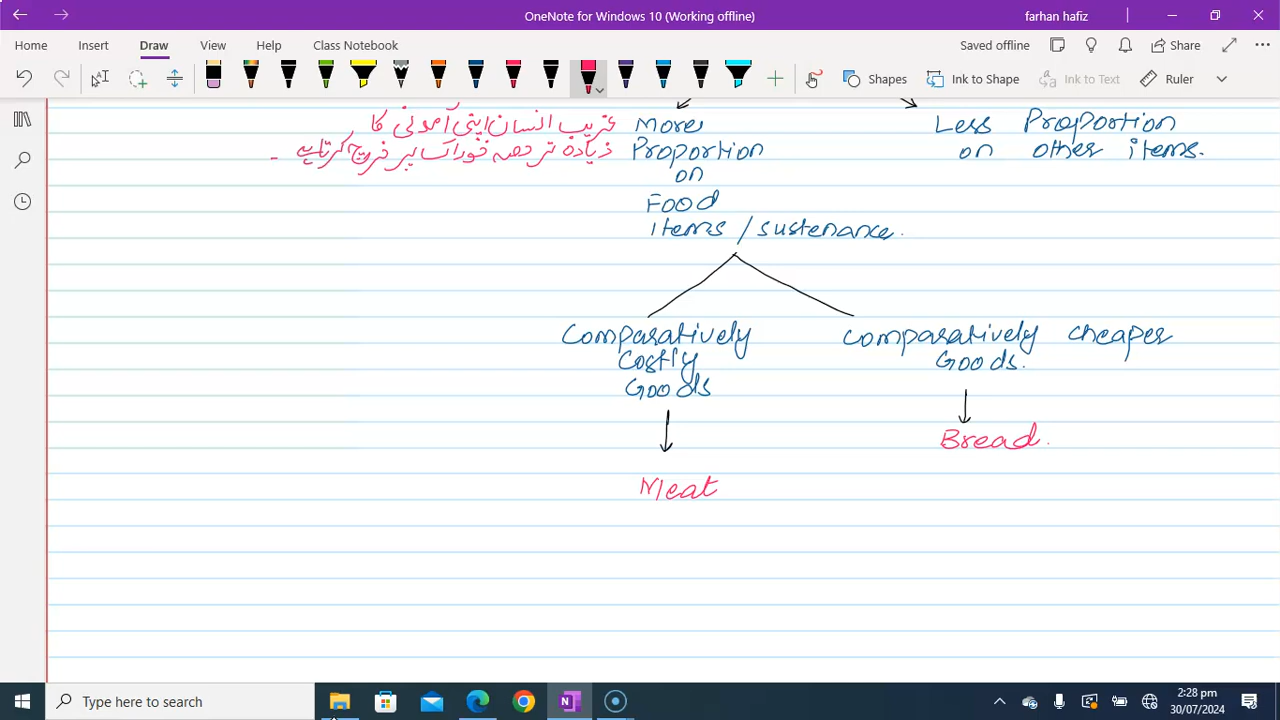 OneNote for Windows 10 (Working offline)
farhan hafiz
Home Insert Draw View Help Class Notebook
Saved offline
Share
Shapes
Ink to Shape
Ink to Text
Ruler
غریب انسان اپنی آمدنی کا
زیادہ تر حصہ خوراک پر خرچ کرتا ہے ۔
More
Proportion
on
Food
items / sustenance.
Less Proportion
on other items.
Comparatively
Costly
Goods
Comparatively cheaper
Goods.
Meat
Bread.
Type here to search
2:28 pm
30/07/2024